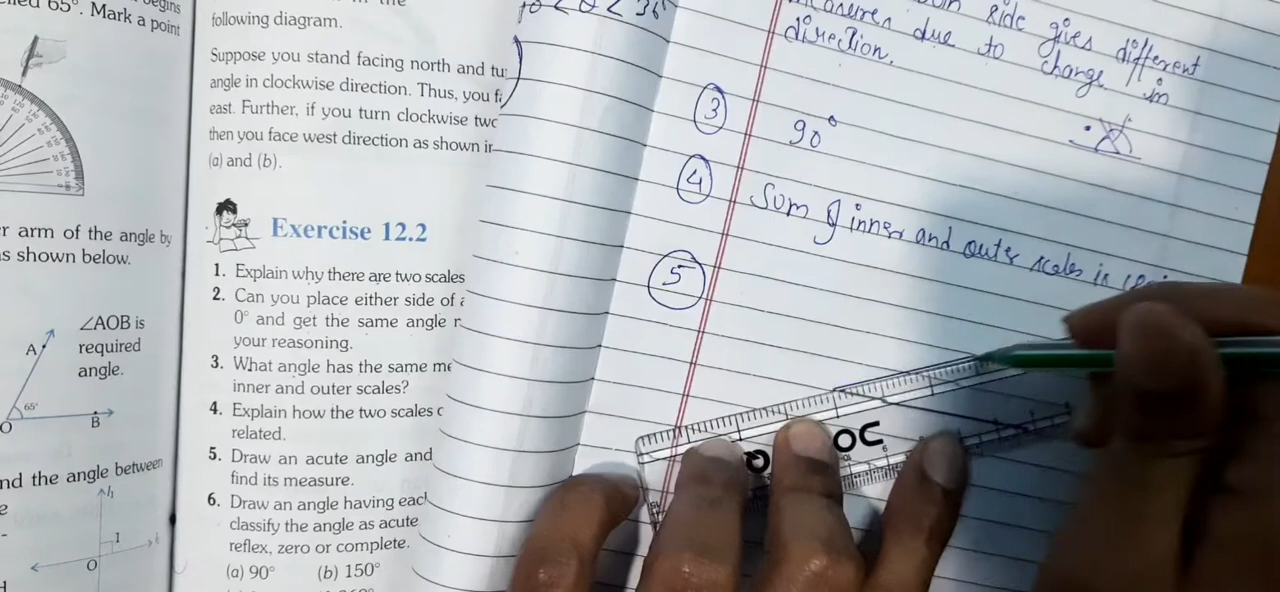 65°. Mark a point
r arm of the angle by
s shown below.
∠AOB is
required
angle.
A
65°
O
B
nd the angle between
1
O
following diagram.
Suppose you stand facing north and tu
angle in clockwise direction. Thus, you f
east. Further, if you turn clockwise two
then you face west direction as shown in
(a) and (b).
Exercise 12.2
1. Explain why there are two scales
2. Can you place either side of a
0° and get the same angle r
your reasoning.
3. What angle has the same me
inner and outer scales?
4. Explain how the two scales c
related.
5. Draw an acute angle and
find its measure.
6. Draw an angle having each
classify the angle as acute
reflex, zero or complete.
(a) 90° (b) 150°
side gives different
due to change in
direction.
3 90°
4 Sum of inner and outer scales is
5